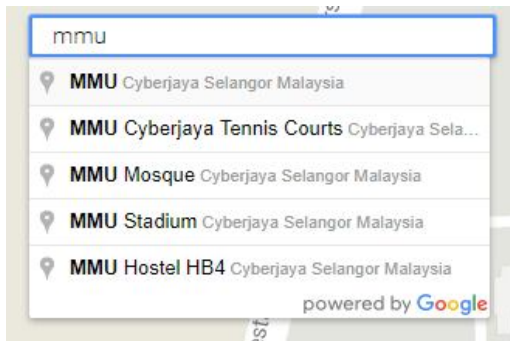 mmu
MMU Cyberjaya Selangor Malaysia
MMU Cyberjaya Tennis Courts Cyberjaya Sela...
MMU Mosque Cyberjaya Selangor Malaysia
MMU Stadium Cyberjaya Selangor Malaysia
MMU Hostel HB4 Cyberjaya Selangor Malaysia
powered by Google